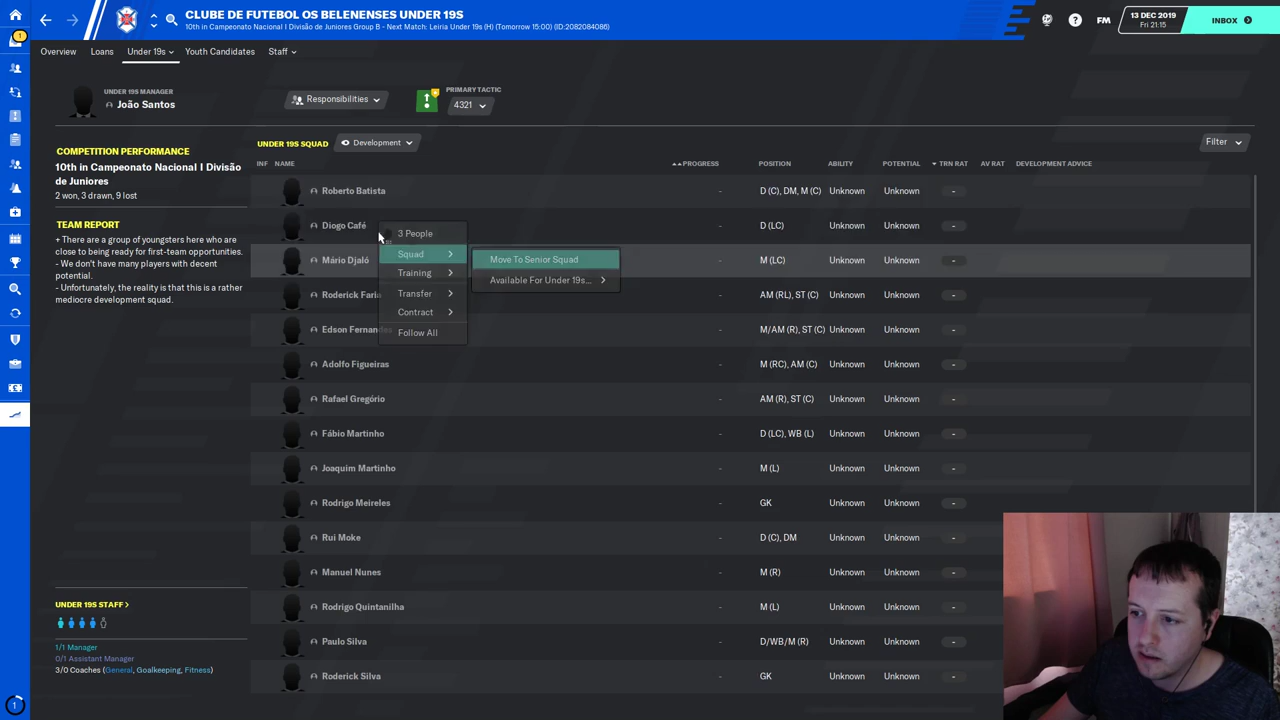 CLUBE DE FUTEBOL OS BELENENSES UNDER 19S
10th in Campeonato Nacional I Divisão de Juniores Group B - Next Match: Leiria Under 19s (H) (Tomorrow 15:00) (ID:2082084086)
1
FM
13 DEC 2019
Fri 21:15
INBOX
Overview Loans Under 19s Youth Candidates Staff
UNDER 19S MANAGER
João Santos
Responsibilities
PRIMARY TACTIC
4321
COMPETITION PERFORMANCE
10th in Campeonato Nacional I Divisão
de Juniores
2 won, 3 drawn, 9 lost
TEAM REPORT
+ There are a group of youngsters here who are
close to being ready for first-team opportunities.
- We don't have many players with decent
potential.
- Unfortunately, the reality is that this is a rather
mediocre development squad.
UNDER 19S STAFF >
1/1 Manager
0/1 Assistant Manager
3/0 Coaches (General, Goalkeeping, Fitness)
UNDER 19S SQUAD Development Filter
INF NAME PROGRESS POSITION ABILITY POTENTIAL TRN RAT AV RAT DEVELOPMENT ADVICE
Roberto Batista - D (C), DM, M (C) Unknown Unknown -
Diogo Café - D (LC) Unknown Unknown -
Mário Djaló M (LC) Unknown Unknown -
Roderick Faria - AM (RL), ST (C) Unknown Unknown -
Edson Fernandes - M/AM (R), ST (C) Unknown Unknown -
Adolfo Figueiras - M (RC), AM (C) Unknown Unknown -
Rafael Gregório - AM (R), ST (C) Unknown Unknown -
Fábio Martinho - D (LC), WB (L) Unknown Unknown -
Joaquim Martinho - M (L) Unknown Unknown -
Rodrigo Meireles - GK Unknown Unknown -
Rui Moke - D (C), DM Unknown Unknown -
Manuel Nunes - M (R) Unknown Unknown -
Rodrigo Quintanilha - M (L) Unknown Unknown -
Paulo Silva - D/WB/M (R) Unknown Unknown -
Roderick Silva - GK Unknown Unknown -
3 People
Squad
Training
Transfer
Contract
Follow All
Move To Senior Squad
Available For Under 19s...
1